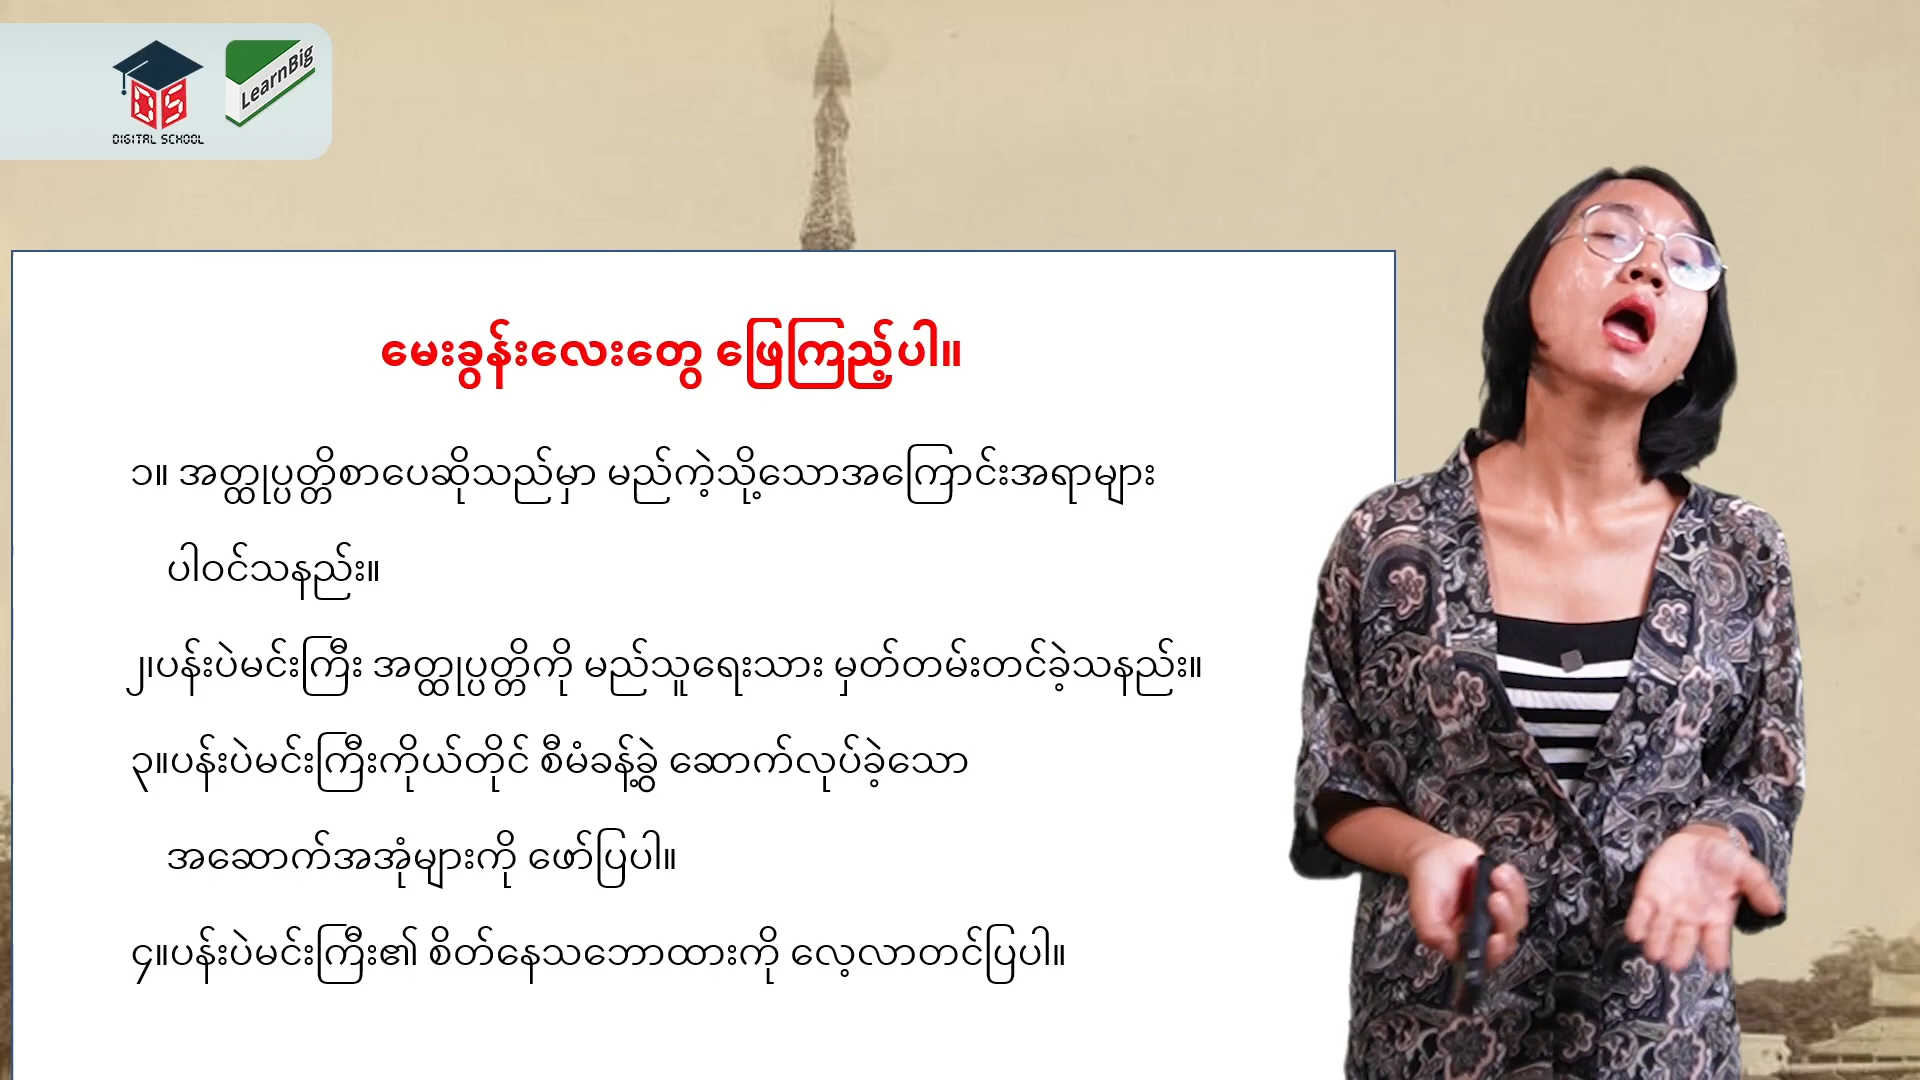 DIGITAL SCHOOL
LearnBig
မေးခွန်းလေးတွေ ဖြေကြည့်ပါ။
၁။ အတ္ထုပ္ပတ္တိစာပေဆိုသည်မှာ မည်ကဲ့သို့သောအကြောင်းအရာများ
ပါဝင်သနည်း။
၂၊ပန်းပဲမင်းကြီး အတ္ထုပ္ပတ္တိကို မည်သူရေးသား မှတ်တမ်းတင်ခဲ့သနည်း။
၃။ပန်းပဲမင်းကြီးကိုယ်တိုင် စီမံခန့်ခွဲ ဆောက်လုပ်ခဲ့သော
အဆောက်အအုံများကို ဖော်ပြပါ။
၄။ပန်းပဲမင်းကြီး၏ စိတ်နေသဘောထားကို လေ့လာတင်ပြပါ။